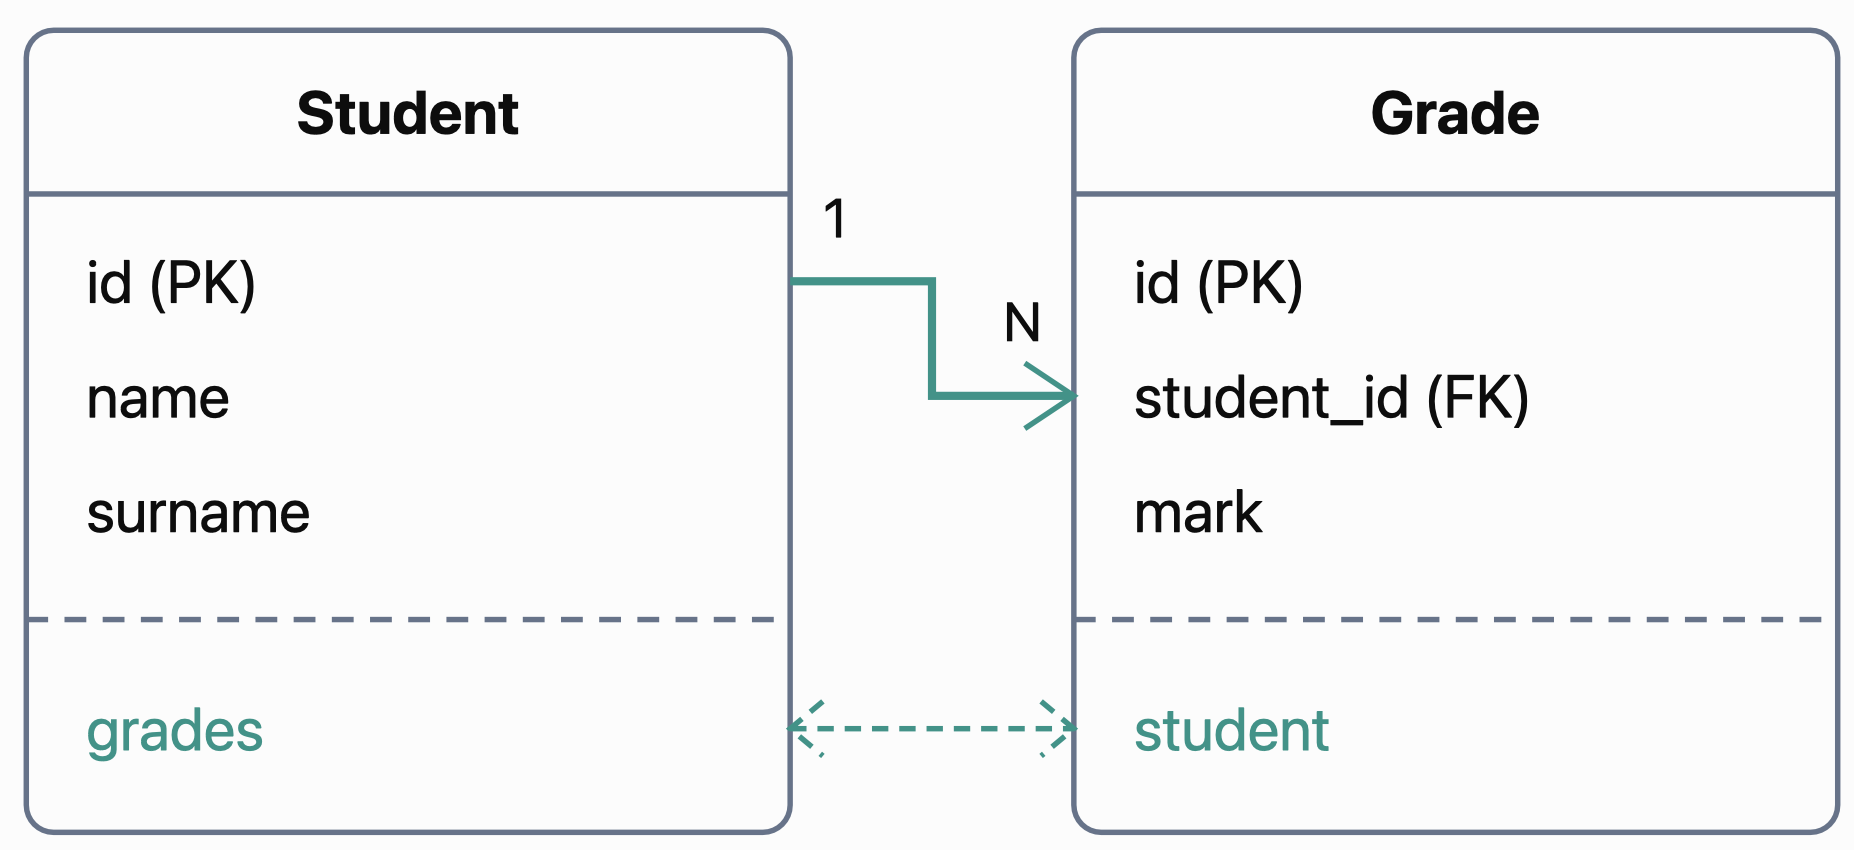 Student
id (PK)
name
surname
grades
1
N
Grade
id (PK)
student_id (FK)
mark
student